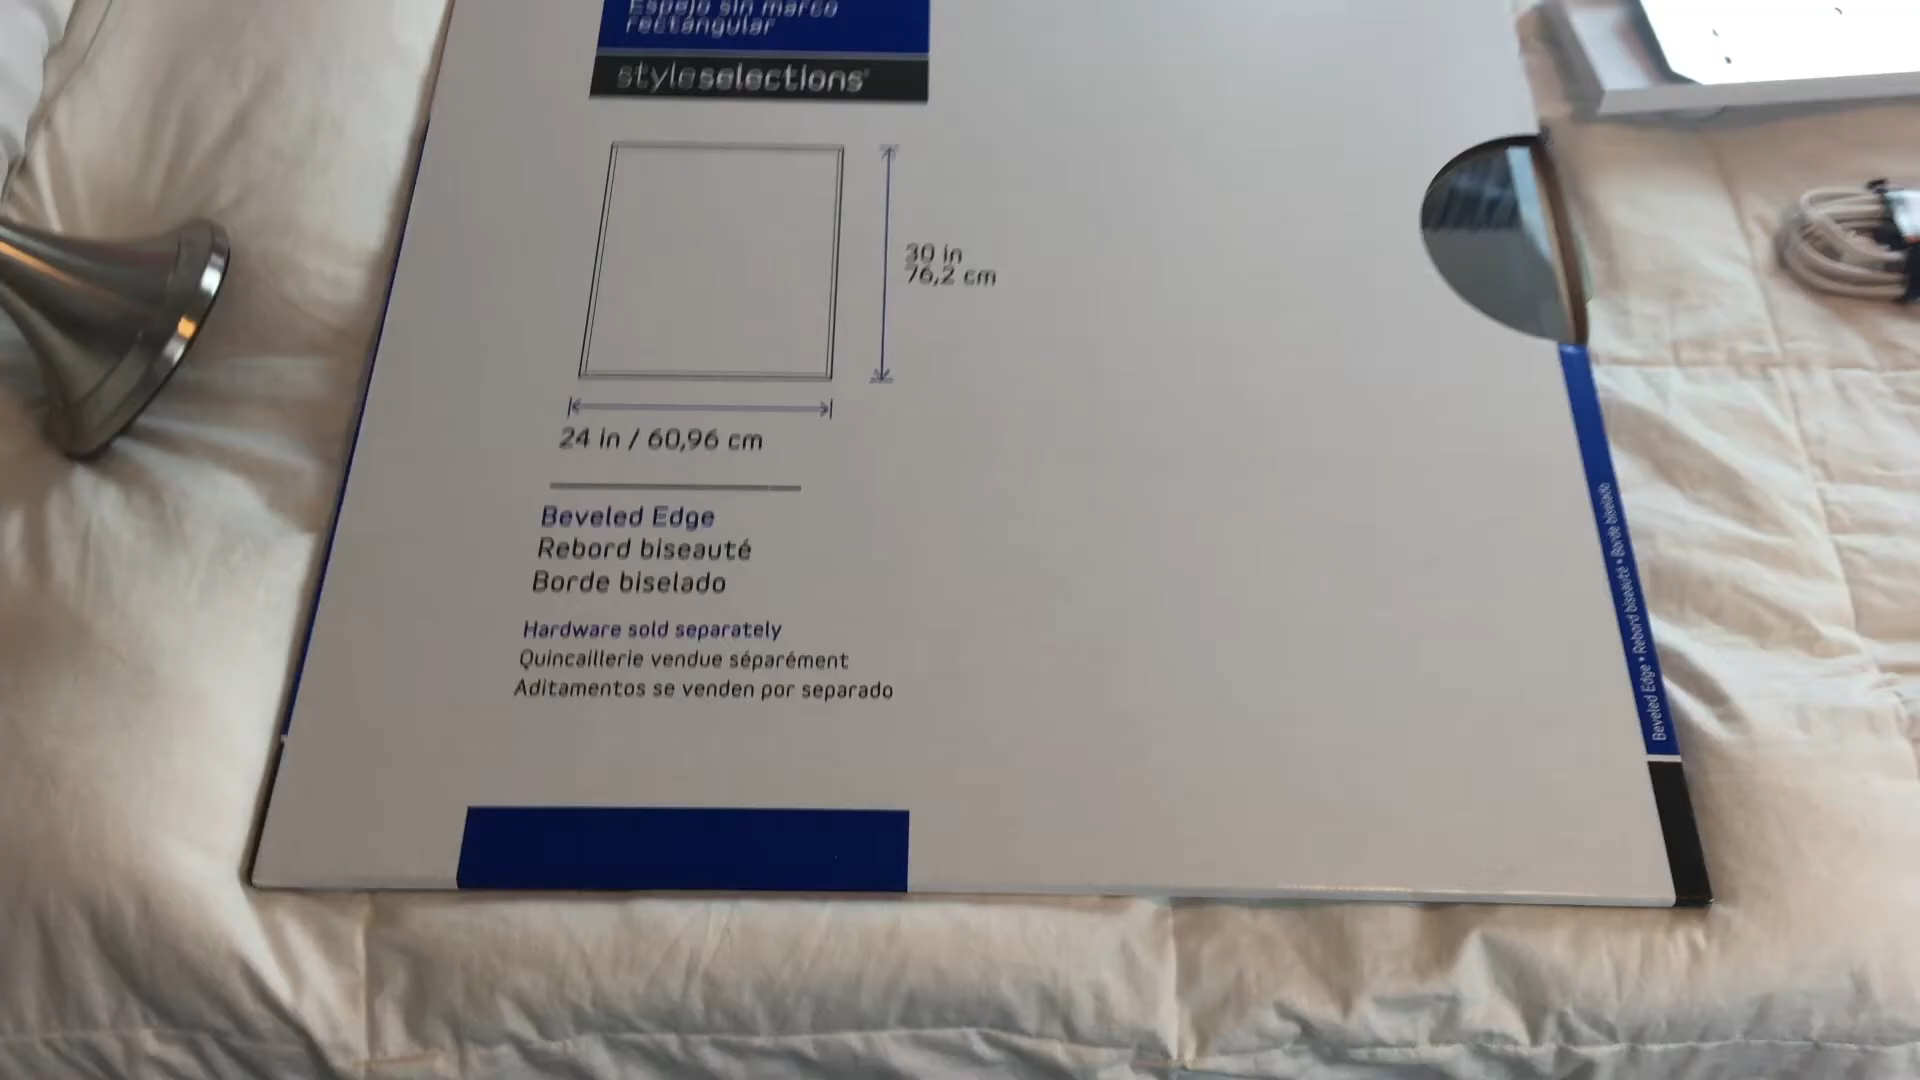 Espejo sin marco
rectangular
styleselections
30 in
76,2 cm
24 in / 60,96 cm
Beveled Edge
Rebord biseauté
Borde biselado
Hardware sold separately
Quincaillerie vendue séparément
Aditamentos se venden por separado
Beveled Edge • Rebord biseauté • Borde biselado